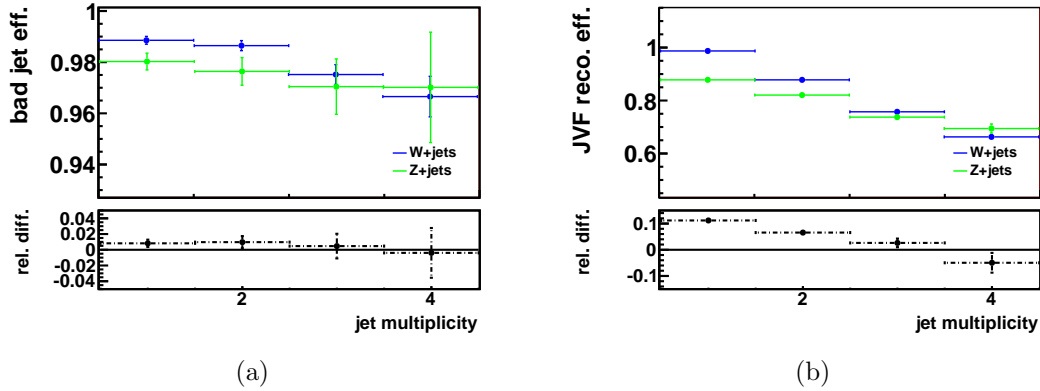 bad jet eff.
1
0.98
0.96
0.94
W+jets
Z+jets
rel. diff.
0.04
0.02
0
-0.02
-0.04
2
4
jet multiplicity
(a)
JVF reco. eff.
1
0.8
0.6
W+jets
Z+jets
rel. diff.
0.1
0
-0.1
2
4
jet multiplicity
(b)